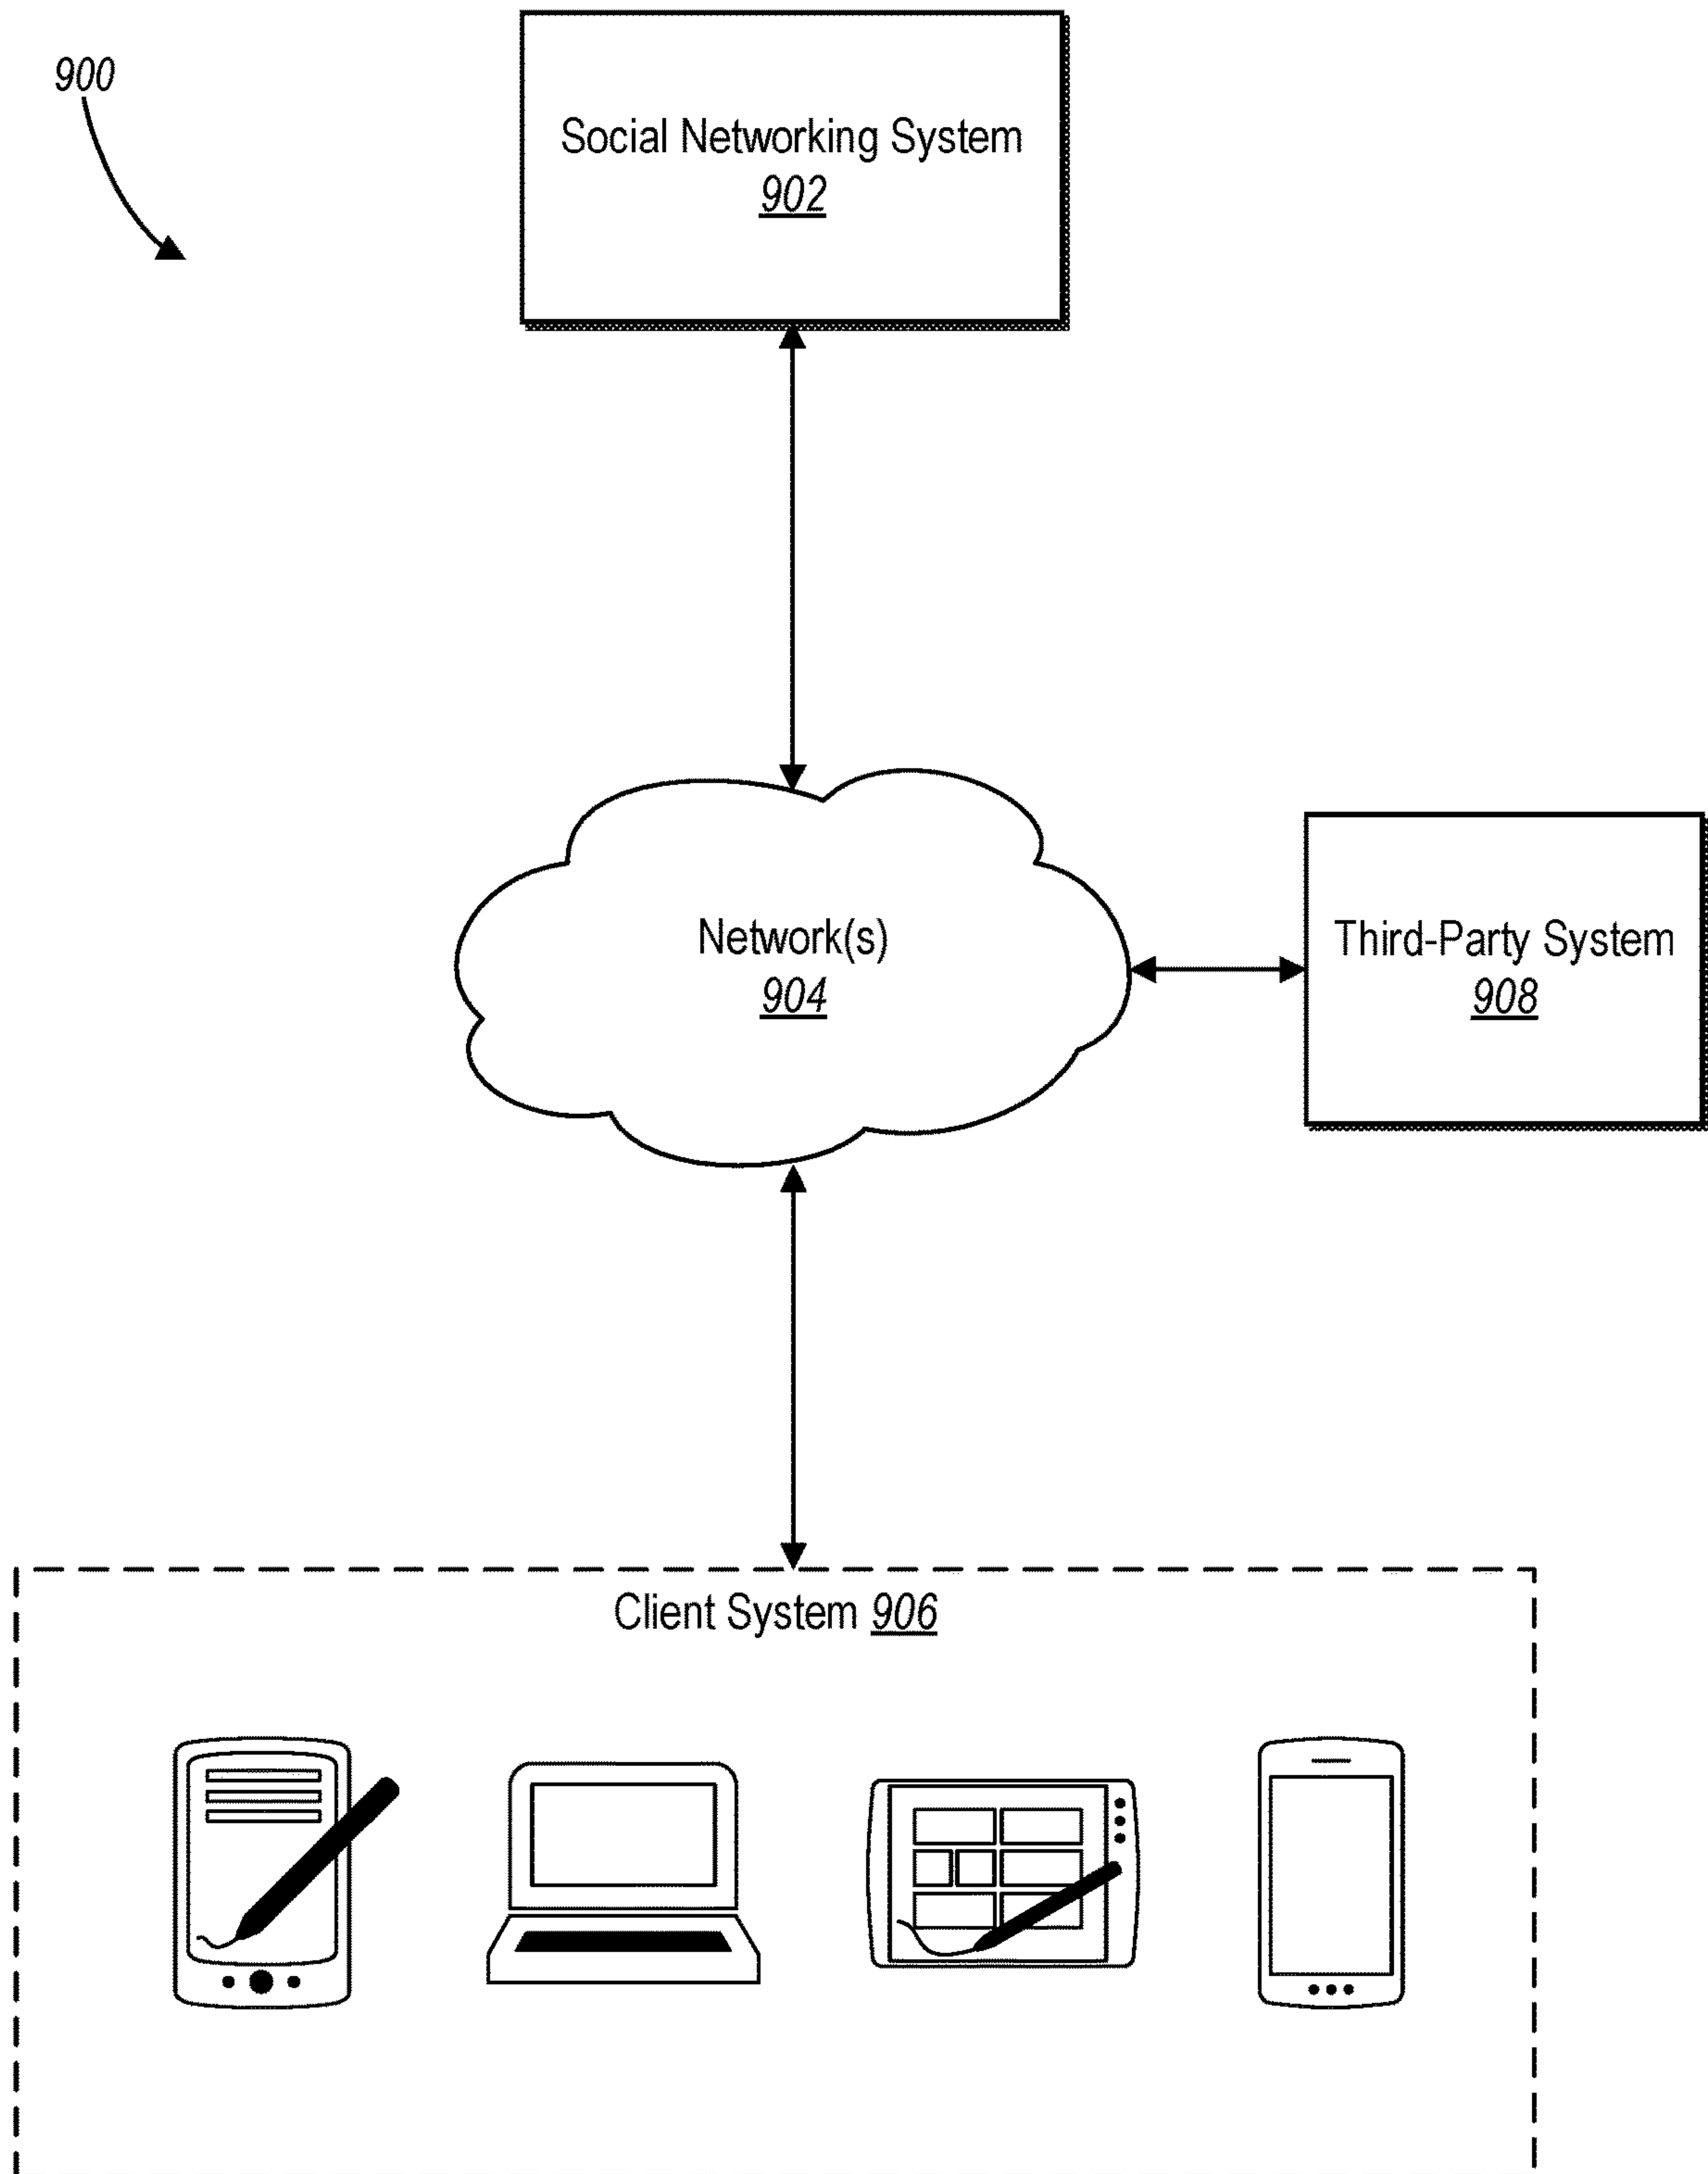 900
Social Networking System
902
Network(s)
904
Third-Party System
908
Client System 906